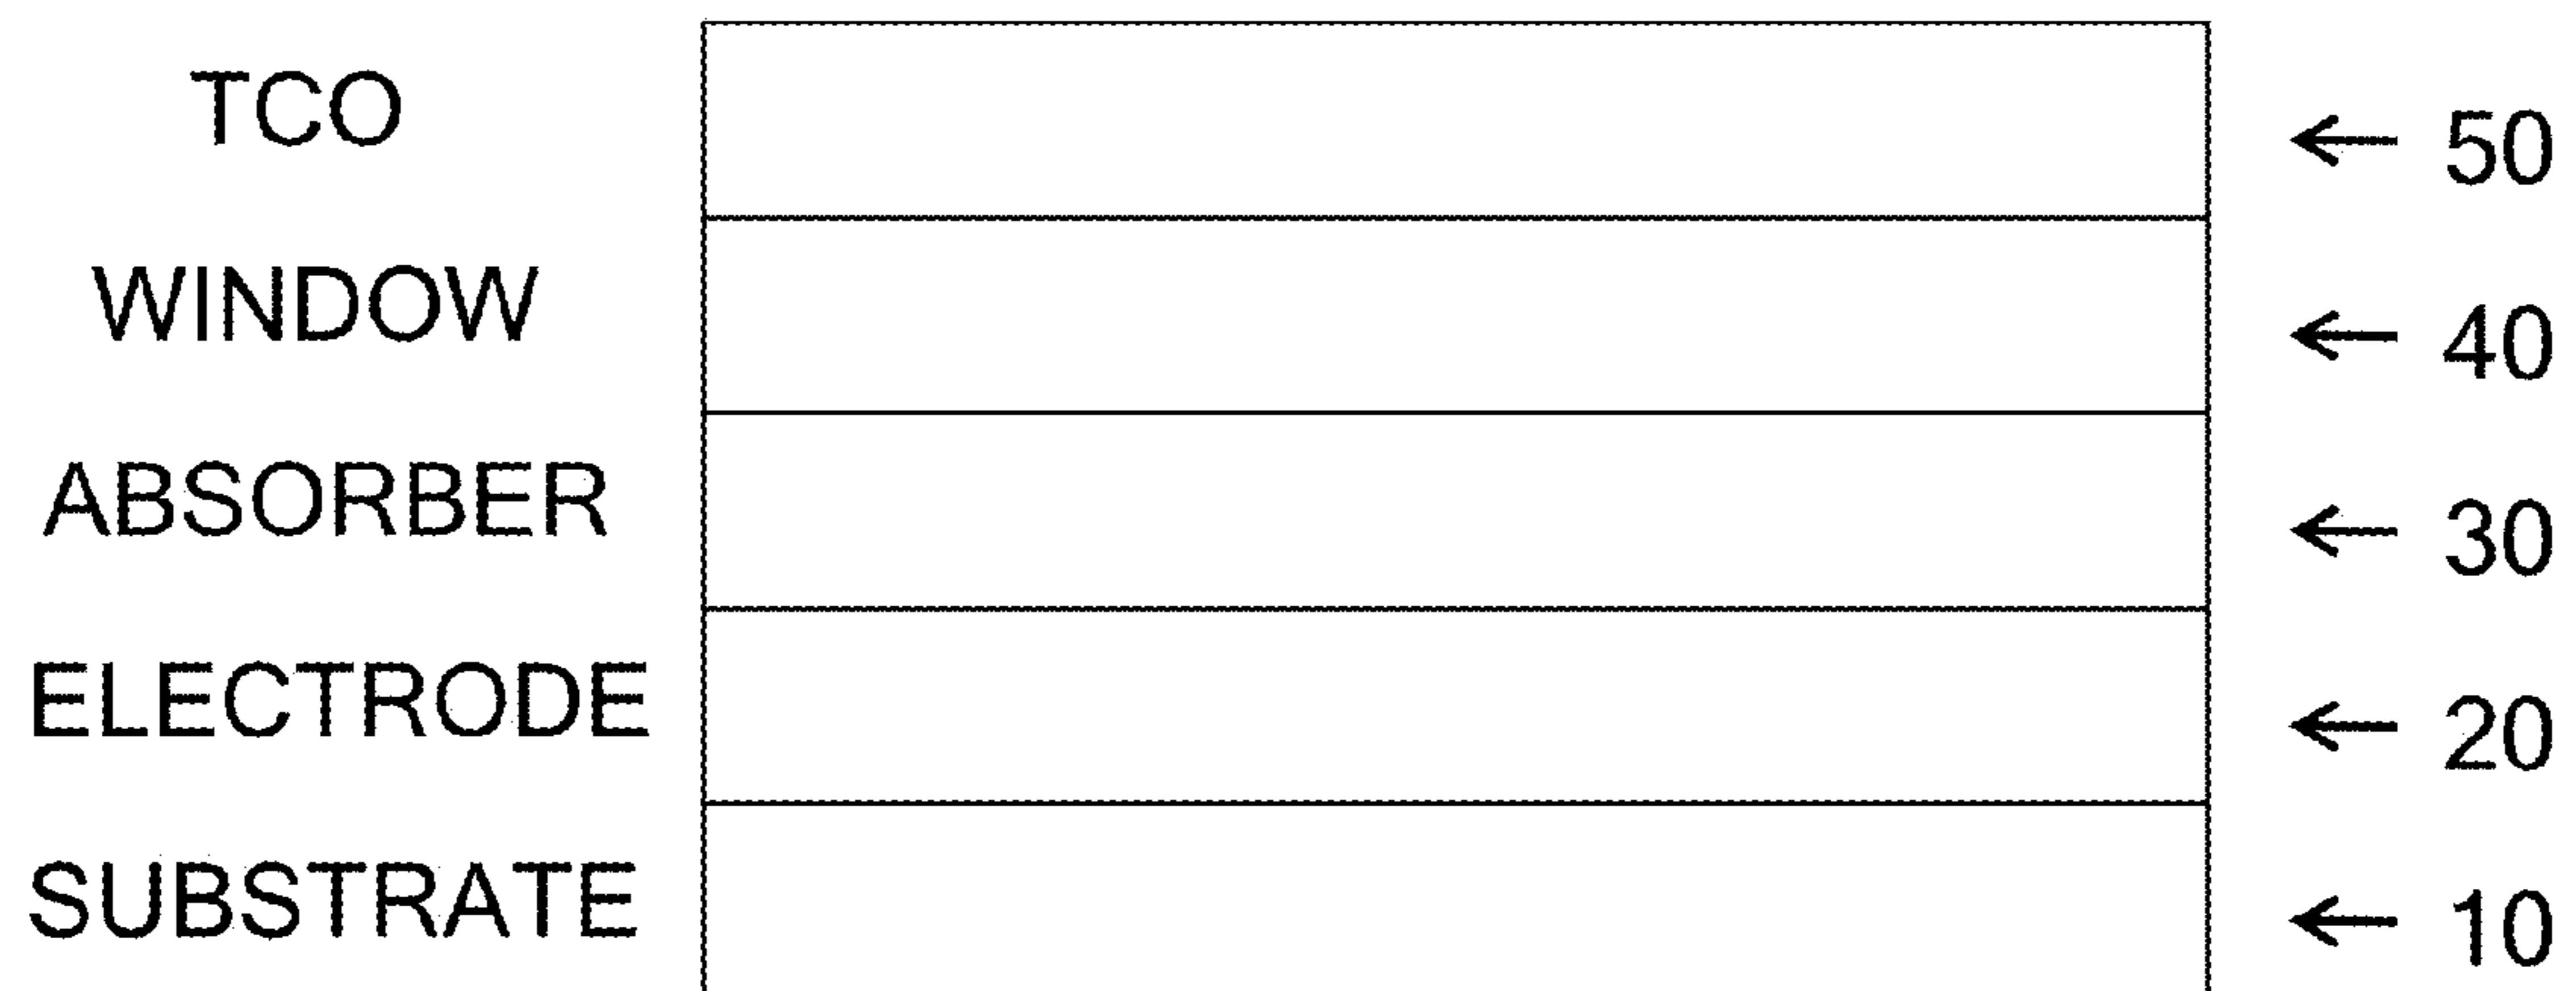 TCO ← 50
WINDOW ← 40
ABSORBER ← 30
ELECTRODE ← 20
SUBSTRATE ← 10